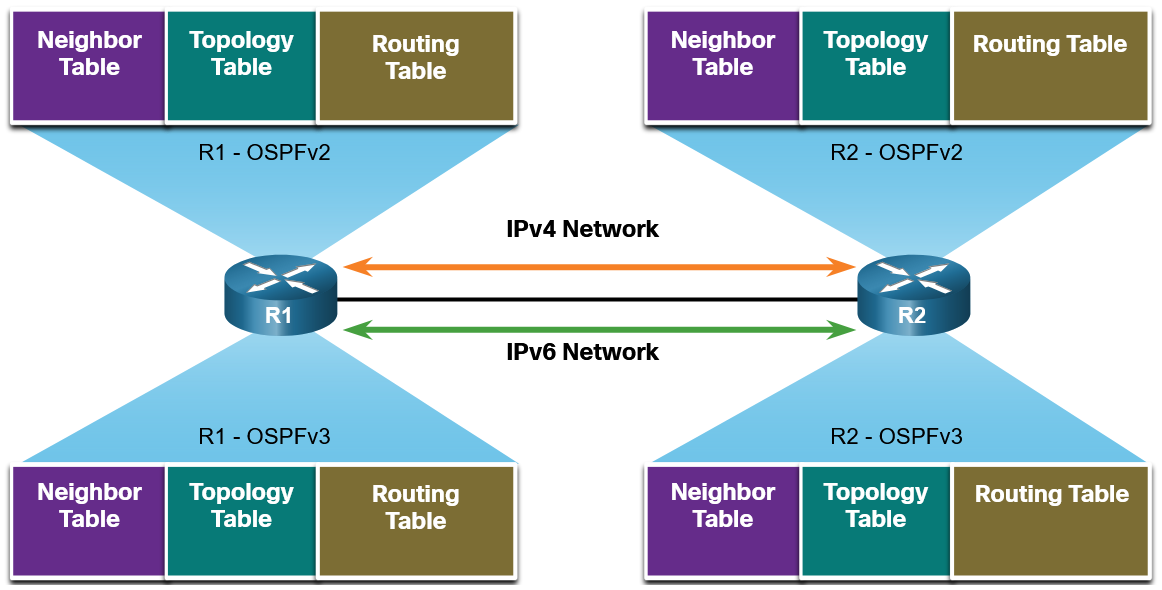 Neighbor
Table
Topology
Table
Routing
Table
Neighbor
Table
Topology
Table
Routing Table
R1 - OSPFv2
R2 - OSPFv2
IPv4 Network
R1
R2
IPv6 Network
R1 - OSPFv3
R2 - OSPFv3
Neighbor
Table
Topology
Table
Routing
Table
Neighbor
Table
Topology
Table
Routing Table